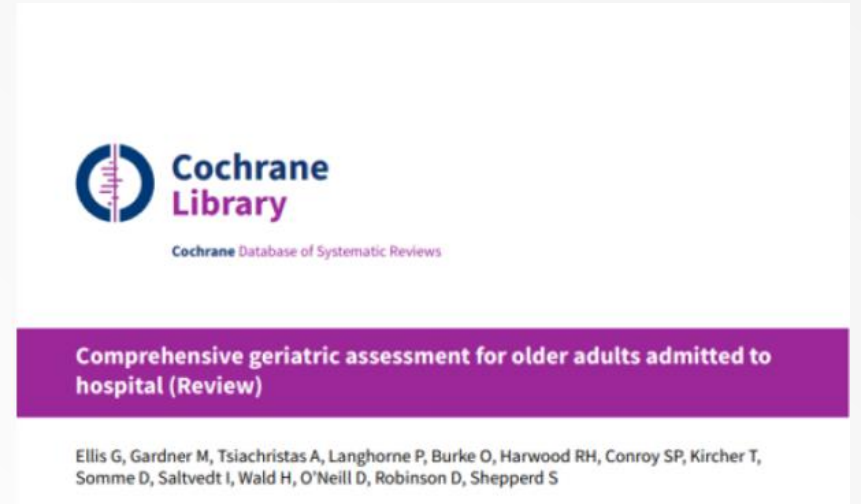 Cochrane
Library
Cochrane Database of Systematic Reviews
Comprehensive geriatric assessment for older adults admitted to
hospital (Review)
Ellis G, Gardner M, Tsiachristas A, Langhorne P, Burke O, Harwood RH, Conroy SP, Kircher T,
Somme D, Saltvedt I, Wald H, O'Neill D, Robinson D, Shepperd S